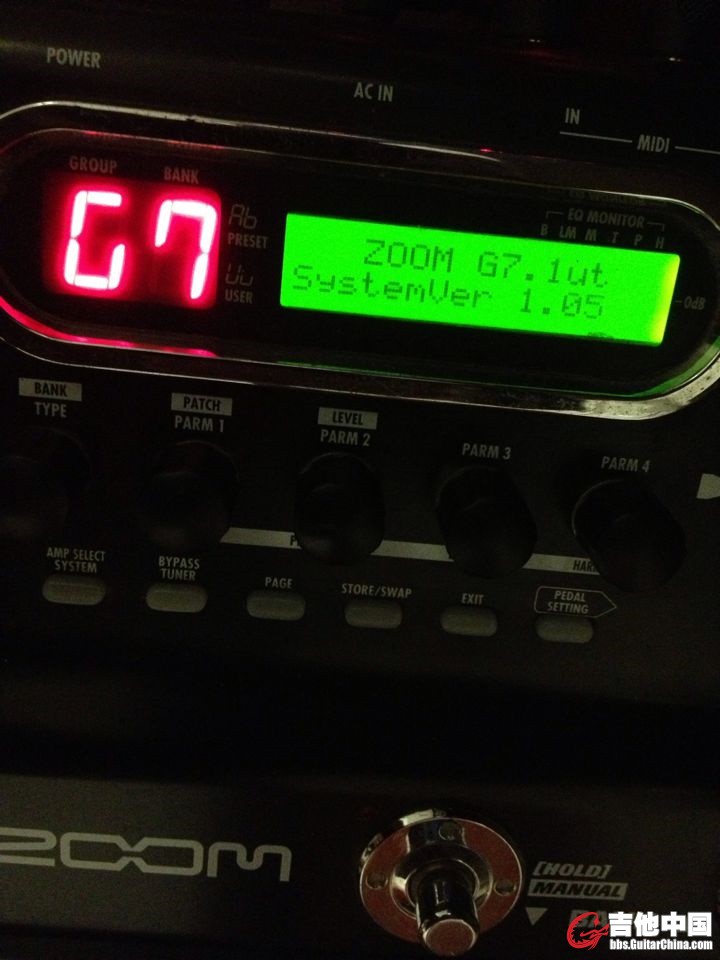 POWER
AC IN
IN
MIDI
GROUP
BANK
G7
Ab
PRESET
Uu
USER
EQ MONITOR
B LM M T P H
0dB
ZOOM G7.1ut
SystemVer 1.05
BANK
TYPE
PATCH
PARM 1
LEVEL
PARM 2
PARM 3
PARM 4
AMP SELECT
SYSTEM
BYPASS
TUNER
PAGE
STORE/SWAP
EXIT
PEDAL
SETTING
ZOOM
[HOLD]
MANUAL
吉他中国
bbs.GuitarChina.com